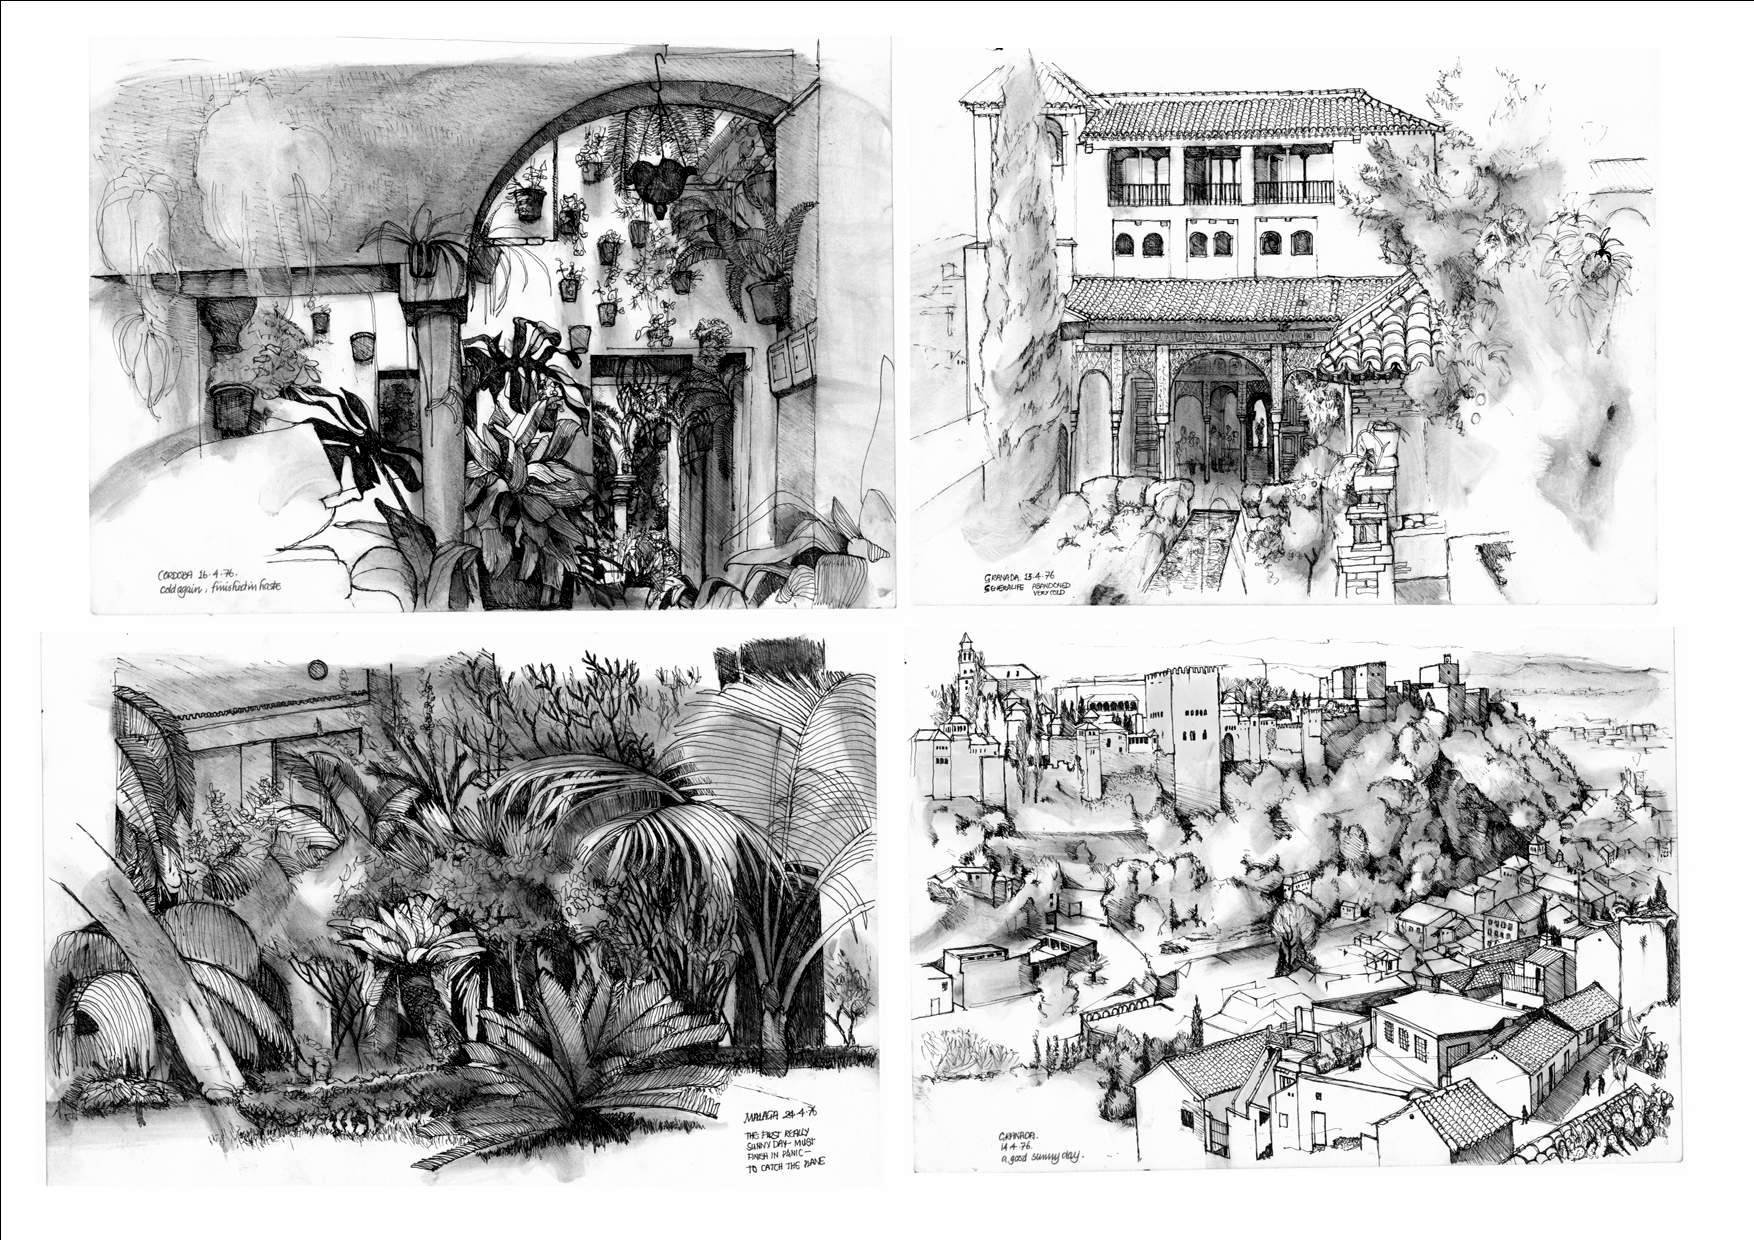 CORDOBA 16·4·76.
cold again, finished in haste
GRANADA 13·4·76
GENERALIFE ABANDONED
VERY COLD
MALAGA 24·4·76
THE FIRST REALLY
SUNNY DAY - MUST
FINISH IN PANIC -
TO CATCH THE PLANE
GRANADA.
14·4·76.
a good sunny day.